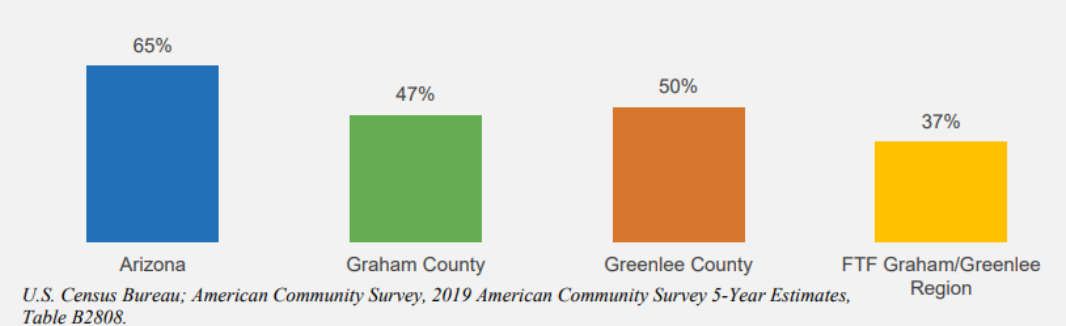 65%
47%
50%
37%
Arizona
Graham County
Greenlee County
FTF Graham/Greenlee
Region
U.S. Census Bureau; American Community Survey, 2019 American Community Survey 5-Year Estimates,
Table B2808.